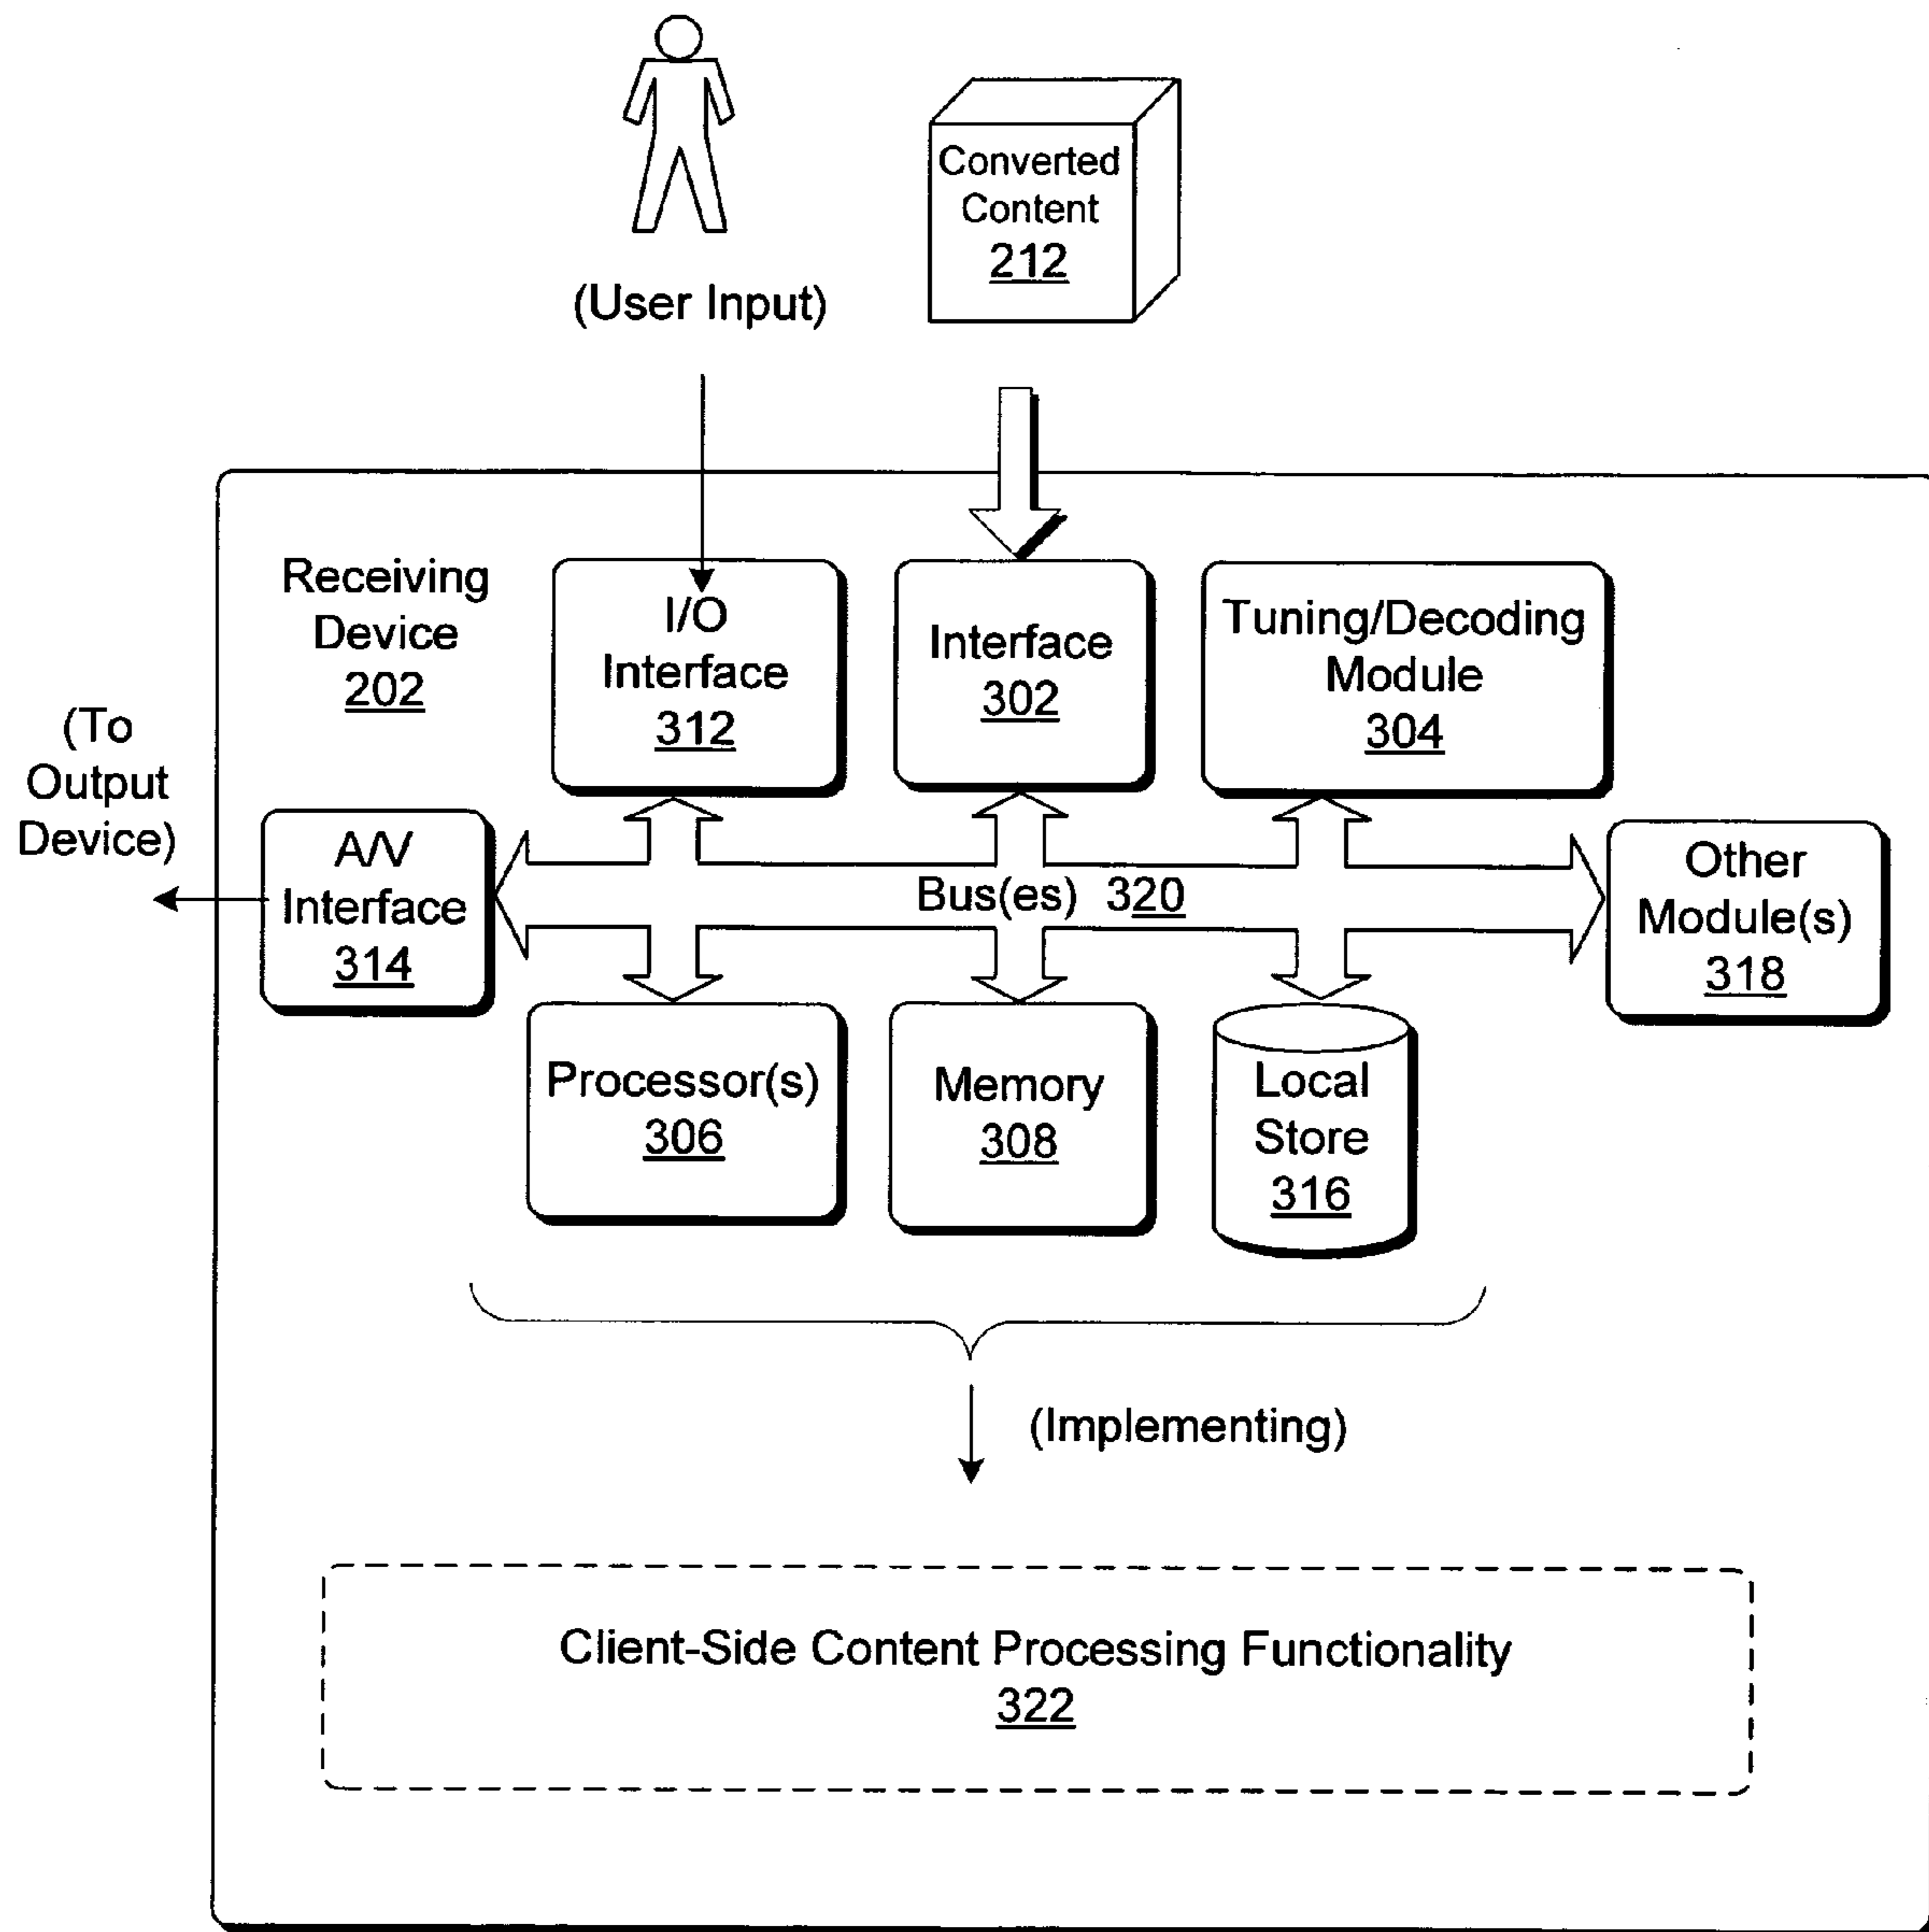 Converted
Content
212
(User Input)
Receiving
Device
202
I/O
Interface
312
Interface
302
Tuning/Decoding
Module
304
(To
Output
Device)
A/V
Interface
314
Bus(es) 320
Other
Module(s)
318
Processor(s)
306
Memory
308
Local
Store
316
(Implementing)
Client-Side Content Processing Functionality
322